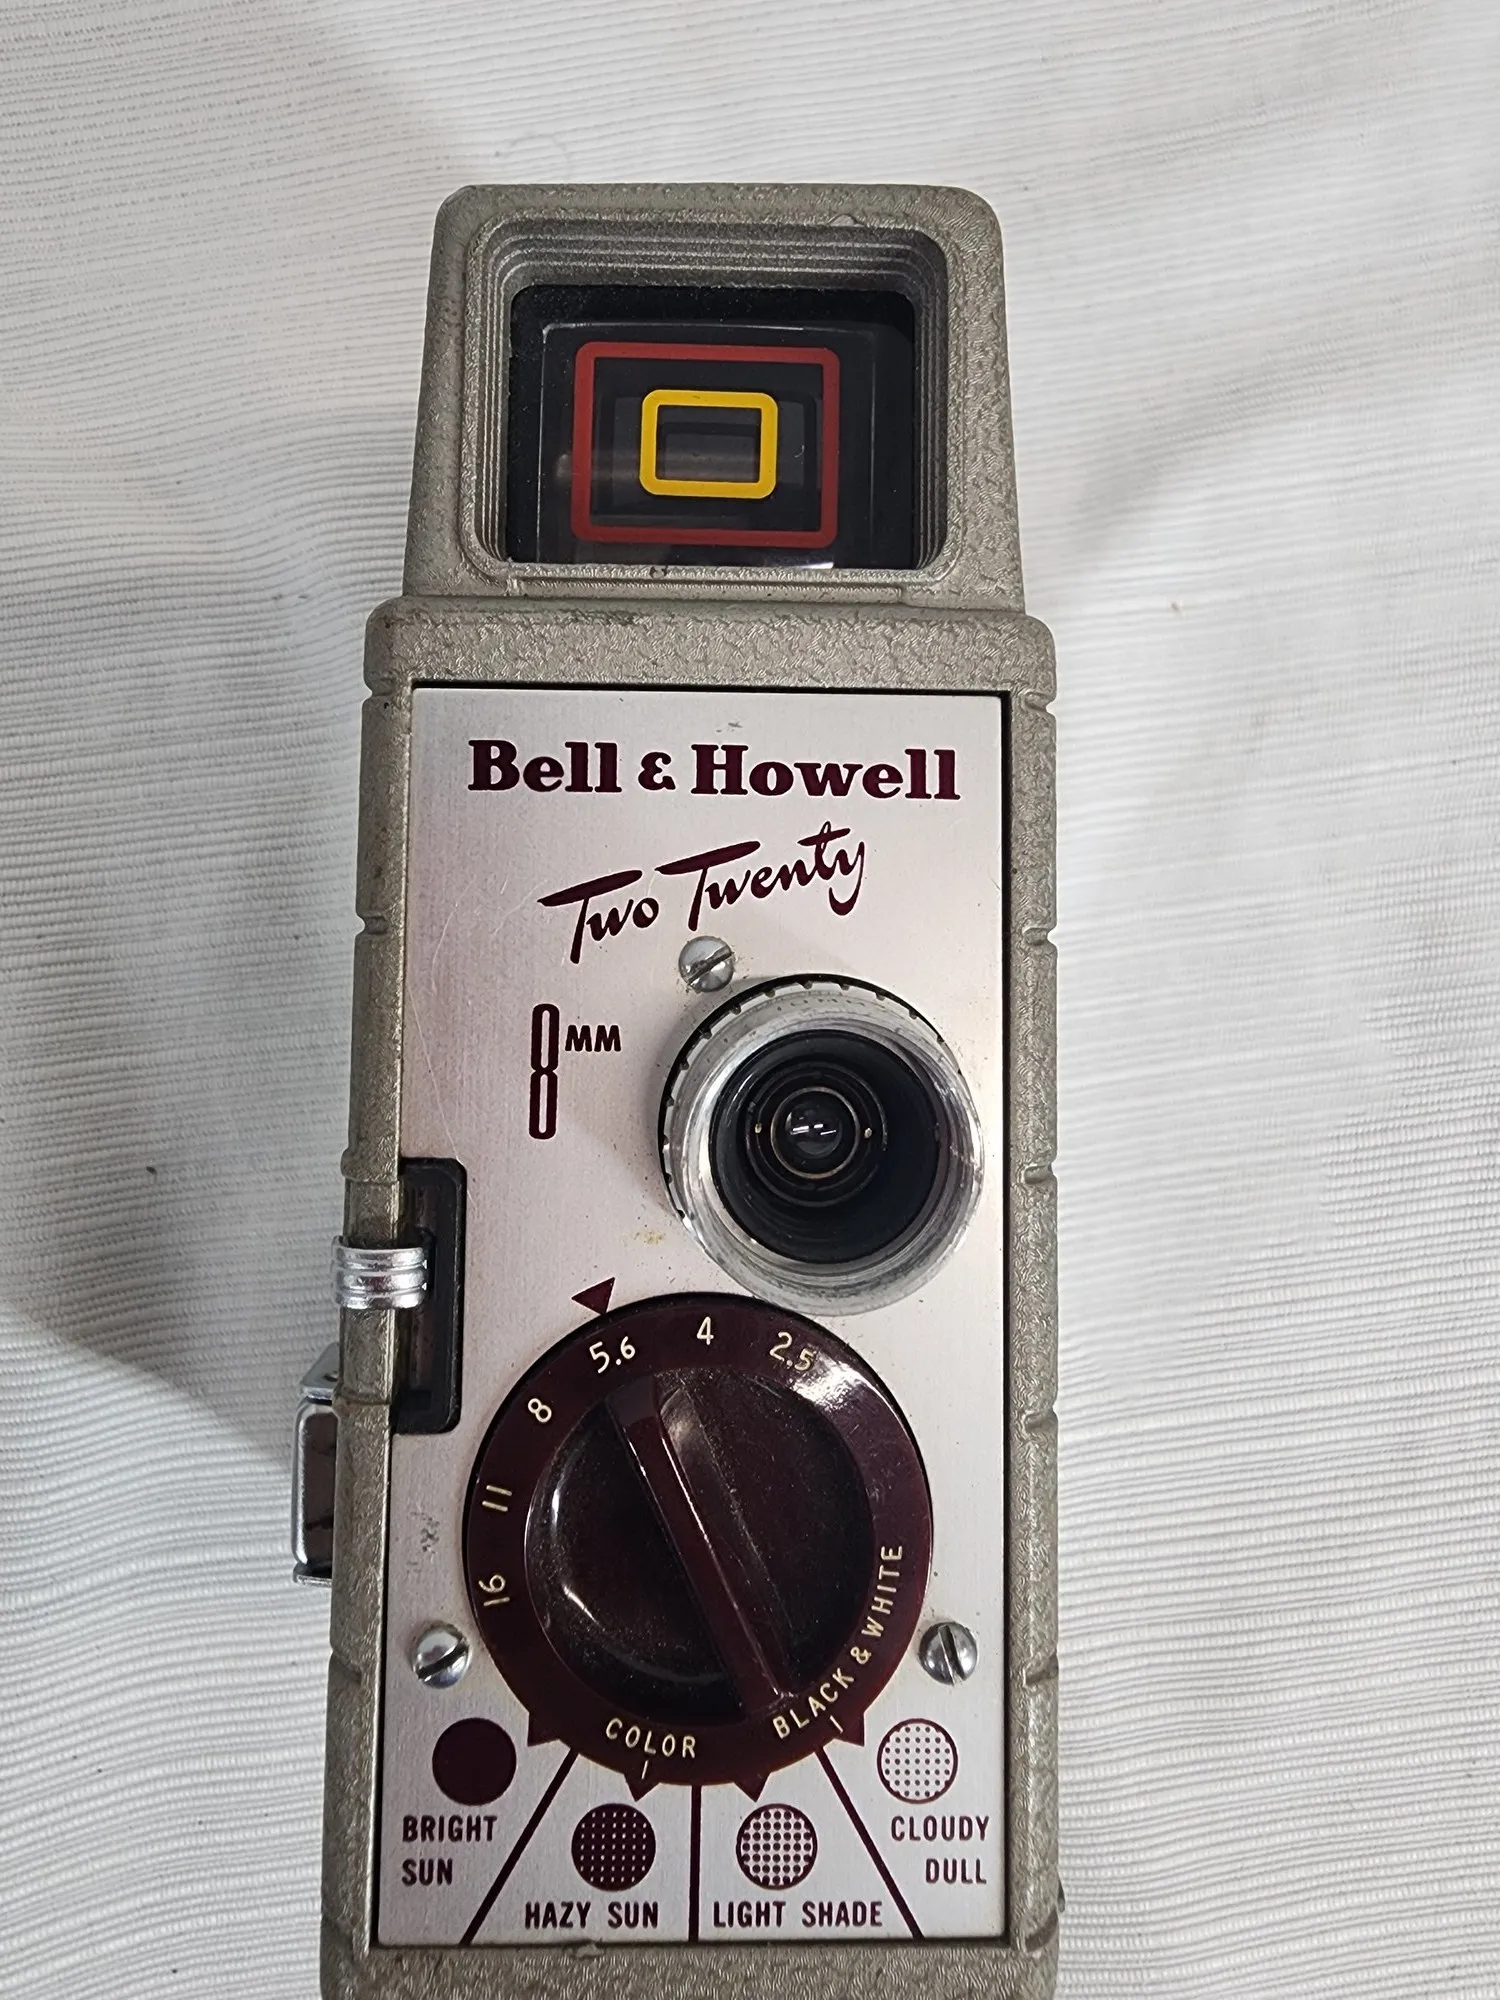 Bell & Howell
Two Twenty
8MM
5.6
4
2.5
8
11
16
BLACK & WHITE
COLOR
BRIGHT
SUN
HAZY SUN
LIGHT SHADE
CLOUDY
DULL